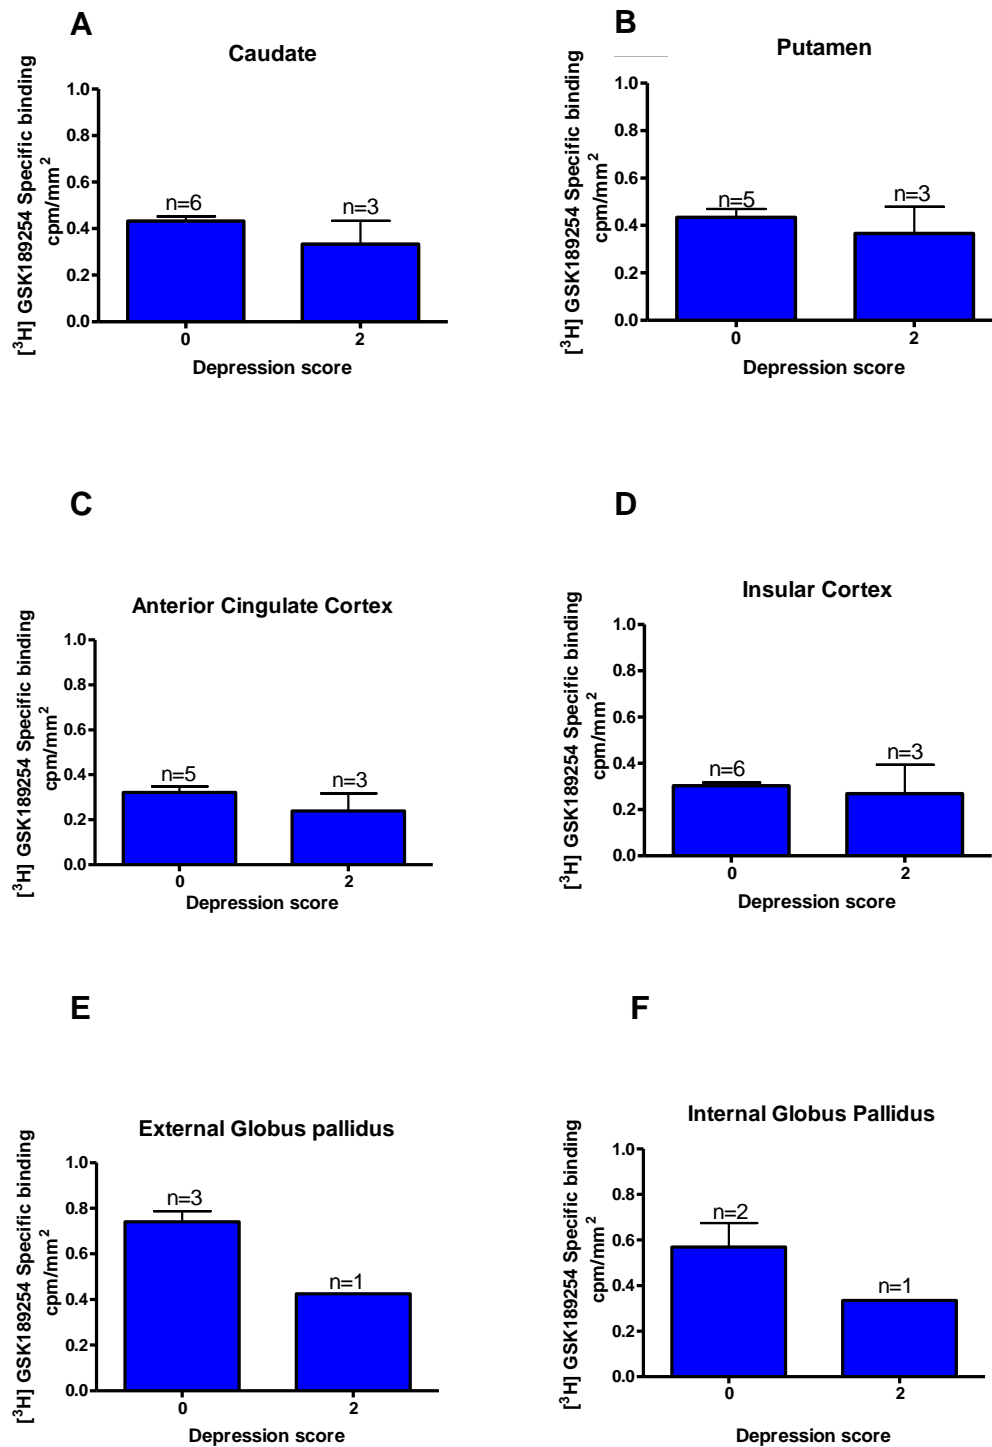 A
Caudate
[³H] GSK189254 Specific binding
cpm/mm²
1.0
0.8
0.6
0.4
0.2
0.0
n=6
n=3
0
2
Depression score
B
Putamen
[³H] GSK189254 Specific binding
cpm/mm²
1.0
0.8
0.6
0.4
0.2
0.0
n=5
n=3
0
2
Depression score
C
Anterior Cingulate Cortex
[³H] GSK189254 Specific binding
cpm/mm²
1.0
0.8
0.6
0.4
0.2
0.0
n=5
n=3
0
2
Depression score
D
Insular Cortex
[³H] GSK189254 Specific binding
cpm/mm²
1.0
0.8
0.6
0.4
0.2
0.0
n=6
n=3
0
2
Depression score
E
External Globus pallidus
[³H] GSK189254 Specific binding
cpm/mm²
1.0
0.8
0.6
0.4
0.2
0.0
n=3
n=1
0
2
Depression score
F
Internal Globus Pallidus
[³H] GSK189254 Specific binding
cpm/mm²
1.0
0.8
0.6
0.4
0.2
0.0
n=2
n=1
0
2
Depression score